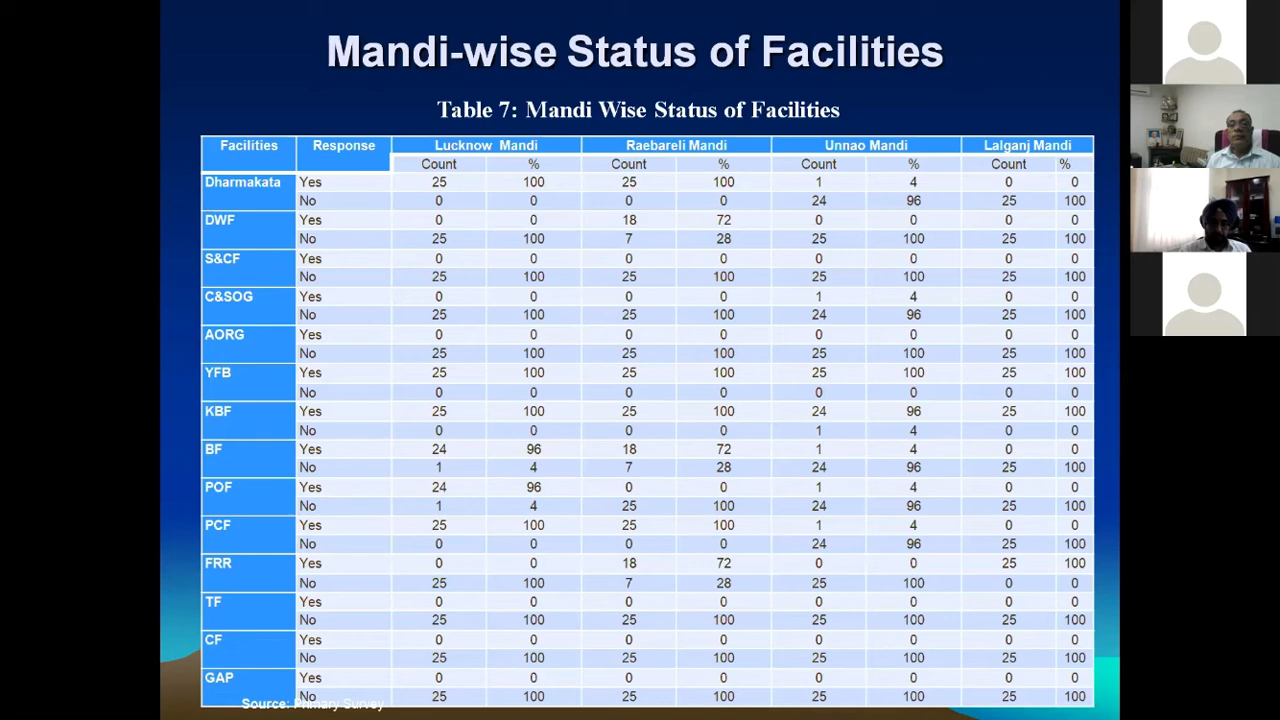 Mandi-wise Status of Facilities
Table 7: Mandi Wise Status of Facilities
Facilities Response Lucknow Mandi Raebareli Mandi Unnao Mandi Lalganj Mandi
Count % Count % Count % Count %
Dharmakata Yes 25 100 25 100 1 4 0 0
No 0 0 0 0 24 96 25 100
DWF Yes 0 0 18 72 0 0 0 0
No 25 100 7 28 25 100 25 100
S&CF Yes 0 0 0 0 0 0 0 0
No 25 100 25 100 25 100 25 100
C&SOG Yes 0 0 0 0 1 4 0 0
No 25 100 25 100 24 96 25 100
AORG Yes 0 0 0 0 0 0 0 0
No 25 100 25 100 25 100 25 100
YFB Yes 25 100 25 100 25 100 25 100
No 0 0 0 0 0 0 0 0
KBF Yes 25 100 25 100 24 96 25 100
No 0 0 0 0 1 4 0 0
BF Yes 24 96 18 72 1 4 0 0
No 1 4 7 28 24 96 25 100
POF Yes 24 96 0 0 1 4 0 0
No 1 4 25 100 24 96 25 100
PCF Yes 25 100 25 100 1 4 0 0
No 0 0 0 0 24 96 25 100
FRR Yes 0 0 18 72 0 0 25 100
No 25 100 7 28 25 100 0 0
TF Yes 0 0 0 0 0 0 0 0
No 25 100 25 100 25 100 25 100
CF Yes 0 0 0 0 0 0 0 0
No 25 100 25 100 25 100 25 100
GAP Yes 0 0 0 0 0 0 0 0
No 25 100 25 100 25 100 25 100
Source: Primary Survey